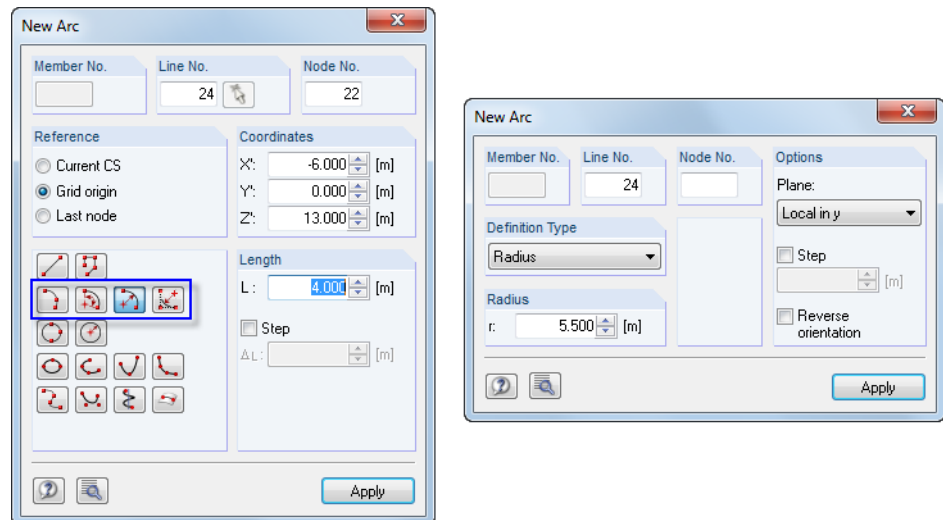 New Arc
Member No.
Line No.
Node No.
24
22
Reference
Current CS
Grid origin
Last node
Coordinates
X': -6.000 [m]
Y': 0.000 [m]
Z': 13.000 [m]
Length
L : 4.000 [m]
Step
ΔL : [m]
Apply
New Arc
Member No.
Line No.
Node No.
24
Options
Plane:
Local in y
Definition Type
Radius
Step
[m]
Radius
r: 5.500 [m]
Reverse
orientation
Apply